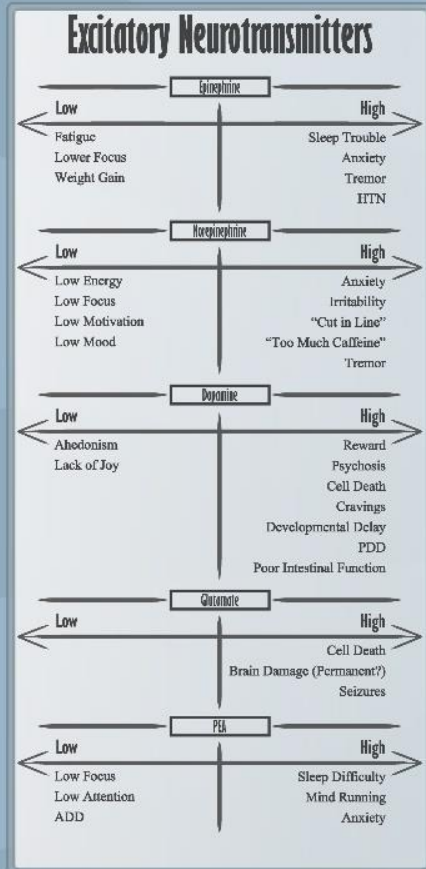 Excitatory Neurotransmitters
Epinephrine
Low
High
Fatigue
Lower Focus
Weight Gain
Sleep Trouble
Anxiety
Tremor
HTN
Norepinephrine
Low
High
Low Energy
Low Focus
Low Motivation
Low Mood
Anxiety
Irritability
“Cut in Line”
“Too Much Caffeine”
Tremor
Dopamine
Low
High
Ahedonism
Lack of Joy
Reward
Psychosis
Cell Death
Cravings
Developmental Delay
PDD
Poor Intestinal Function
Glutamate
Low
High
Cell Death
Brain Damage (Permanent?)
Seizures
PEA
Low
High
Low Focus
Low Attention
ADD
Sleep Difficulty
Mind Running
Anxiety